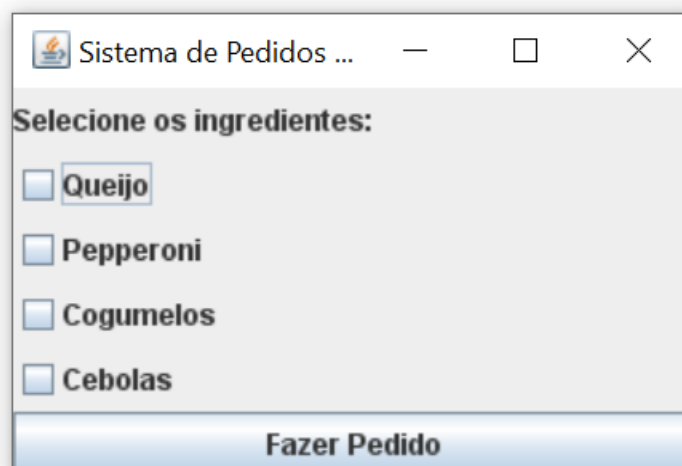 Sistema de Pedidos ...
Selecione os ingredientes:
Queijo
Pepperoni
Cogumelos
Cebolas
Fazer Pedido